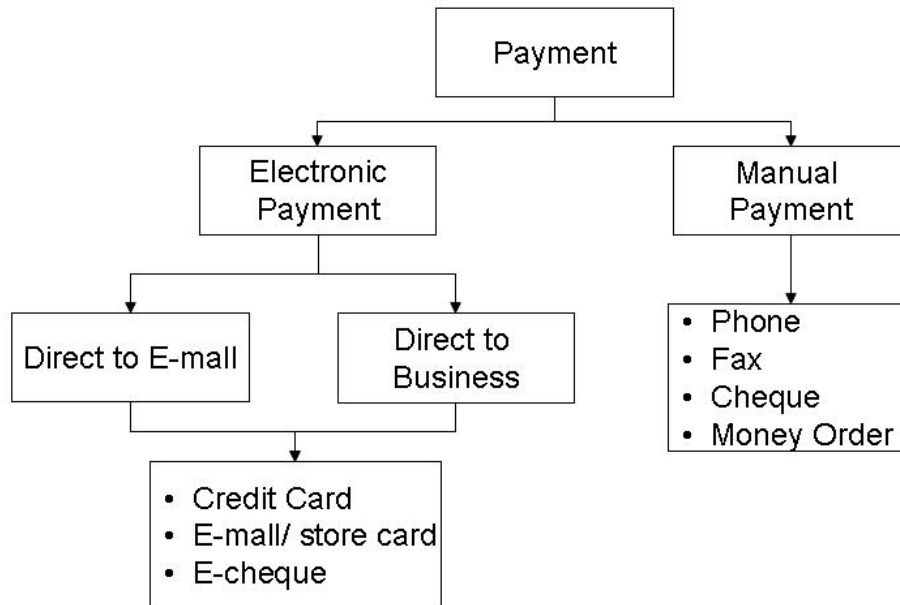 Payment
Electronic
Payment
Manual
Payment
Direct to E-mall
Direct to
Business
• Phone
• Fax
• Cheque
• Money Order
• Credit Card
• E-mall/ store card
• E-cheque